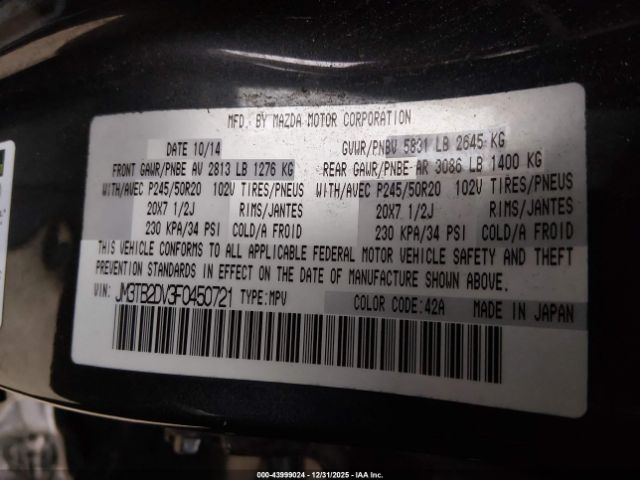 MFD. BY MAZDA MOTOR CORPORATION
DATE 10/14 GVWR/PNBV 5831 LB 2645 KG
FRONT GAWR/PNBE AV 2813 LB 1276 KG REAR GAWR/PNBE AR 3086 LB 1400 KG
WITH/AVEC P245/50R20 102V TIRES/PNEUS WITH/AVEC P245/50R20 102V TIRES/PNEUS
20X7 1/2J RIMS/JANTES 20X7 1/2J RIMS/JANTES
230 KPA/34 PSI COLD/A FROID 230 KPA/34 PSI COLD/A FROID
THIS VEHICLE CONFORMS TO ALL APPLICABLE FEDERAL MOTOR VEHICLE SAFETY AND THEFT
PREVENTION STANDARDS IN EFFECT ON THE DATE OF MANUFACTURE SHOWN ABOVE.
VIN: JM3TB2DV3F0450721 TYPE:MPV COLOR CODE:42A MADE IN JAPAN
000-43999024 - 12/31/2025 - IAA Inc.